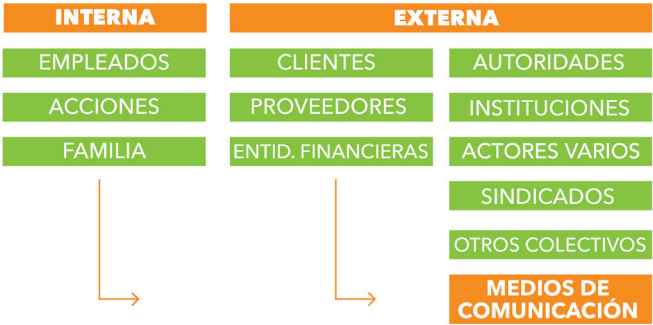 INTERNA
EMPLEADOS
ACCIONES
FAMILIA
EXTERNA
CLIENTES
PROVEEDORES
ENTID. FINANCIERAS
AUTORIDADES
INSTITUCIONES
ACTORES VARIOS
SINDICADOS
OTROS COLECTIVOS
MEDIOS DE
COMUNICACIÓN